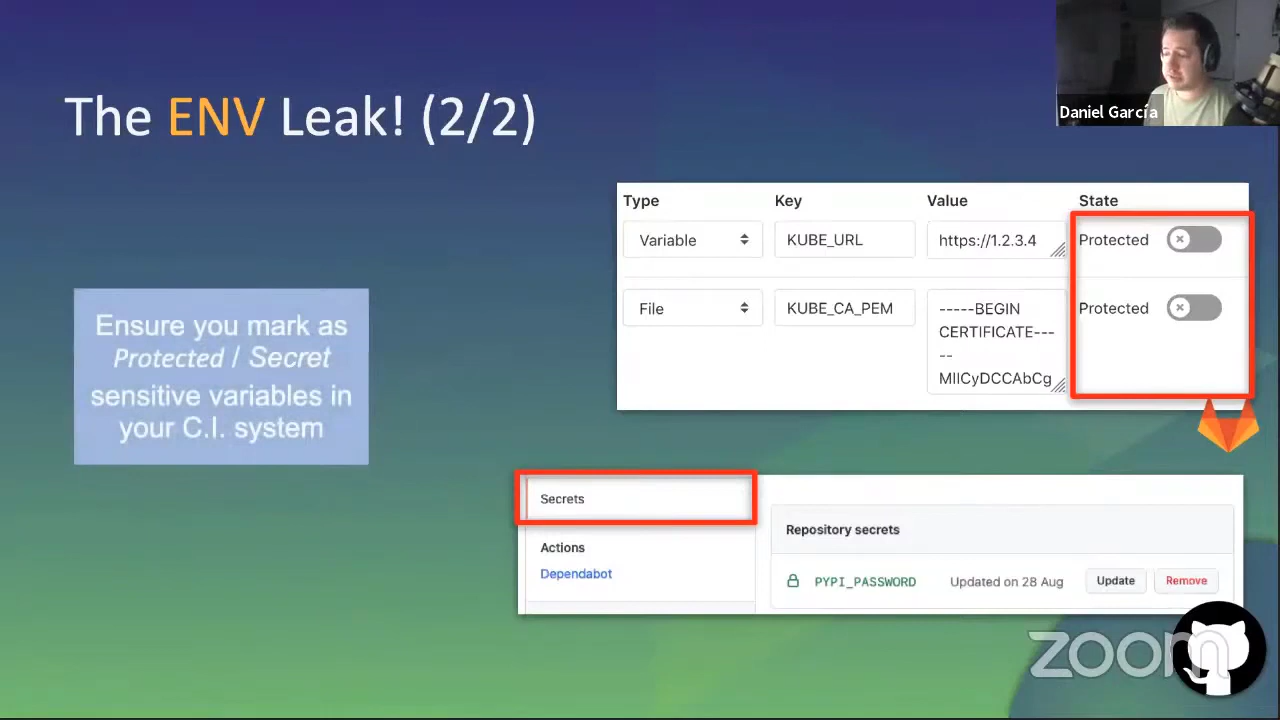 The ENV Leak! (2/2)
Daniel García
Ensure you mark as
Protected / Secret
sensitive variables in
your C.I. system
Type Key Value State
Variable KUBE_URL https://1.2.3.4 Protected
File KUBE_CA_PEM -----BEGIN Protected
CERTIFICATE---
--
MIICyDCCAbCg
Secrets
Actions
Dependabot
Repository secrets
PYPI_PASSWORD Updated on 28 Aug Update Remove
zoom